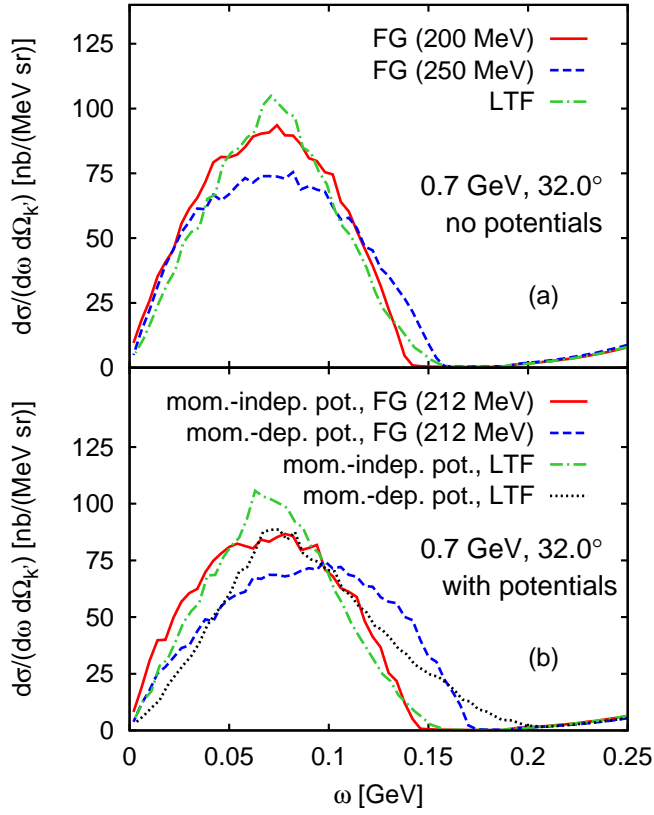 dσ/(dω dΩk') [nb/(MeV sr)]
125
100
75
50
25
0
FG (200 MeV)
FG (250 MeV)
LTF
0.7 GeV, 32.0°
no potentials
(a)
dσ/(dω dΩk') [nb/(MeV sr)]
125
100
75
50
25
0
mom.-indep. pot., FG (212 MeV)
mom.-dep. pot., FG (212 MeV)
mom.-indep. pot., LTF
mom.-dep. pot., LTF
0.7 GeV, 32.0°
with potentials
(b)
0 0.05 0.1 0.15 0.2 0.25
ω [GeV]